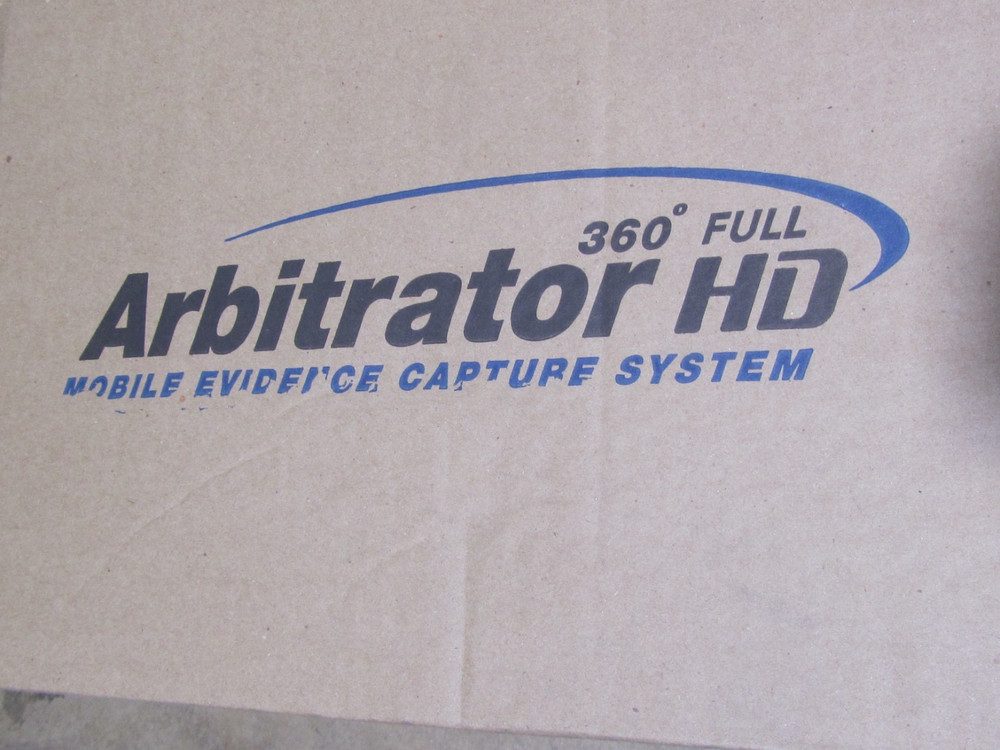 360° FULL
Arbitrator HD
MOBILE EVIDENCE CAPTURE SYSTEM